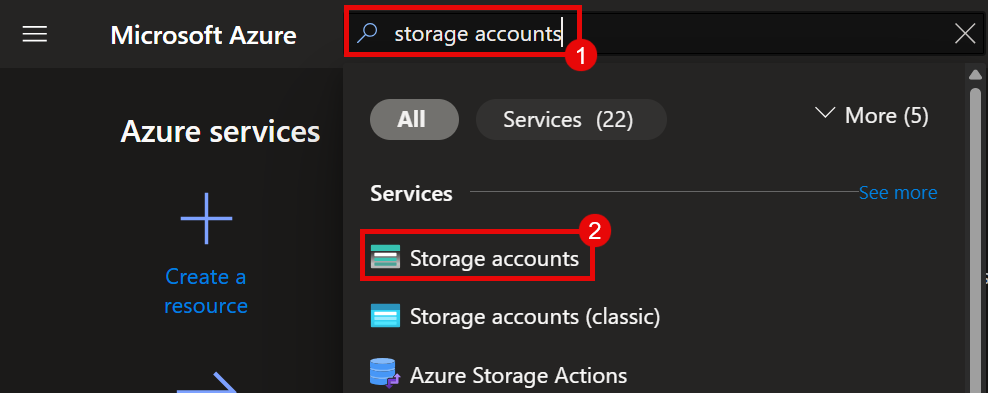 Microsoft Azure
storage accounts
1
All
Services (22)
More (5)
Azure services
Services
See more
2
Storage accounts
Create a
resource
Storage accounts (classic)
Azure Storage Actions